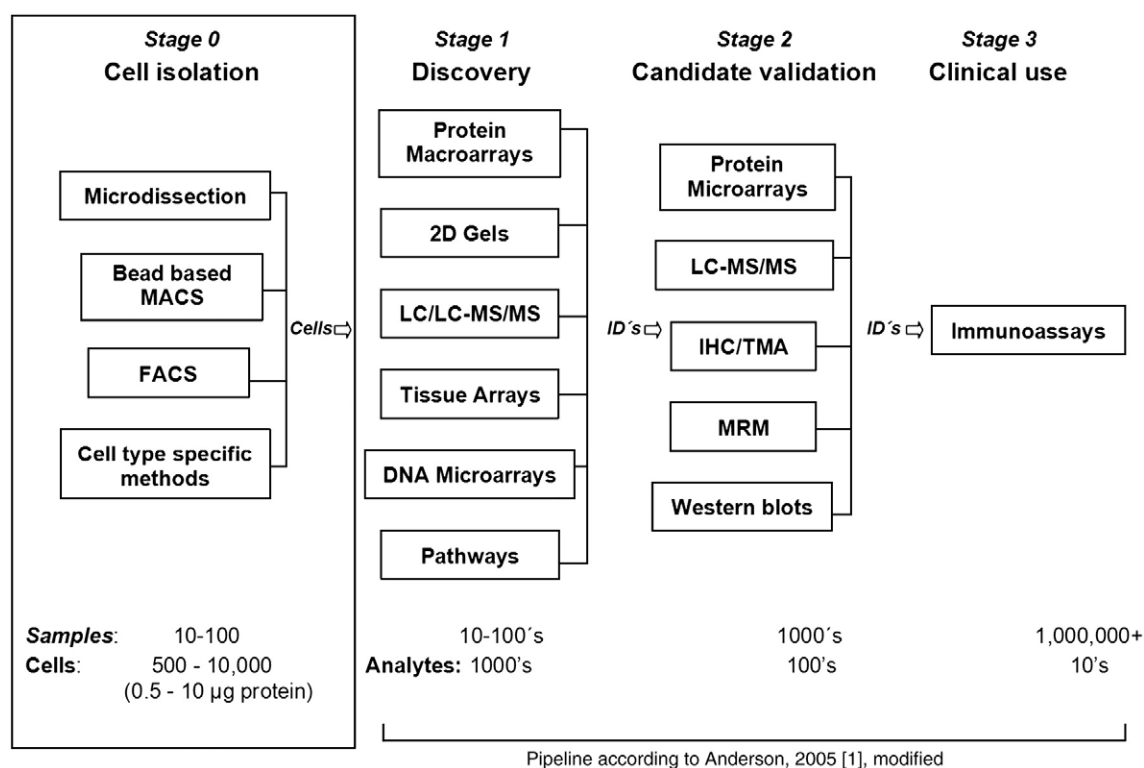 Stage 0
Cell isolation
Microdissection
Bead based
MACS
FACS
Cell type specific
methods
Cells⇨
Samples: 10-100
Cells: 500 - 10,000
(0.5 - 10 µg protein)
Stage 1
Discovery
Protein
Macroarrays
2D Gels
LC/LC-MS/MS
Tissue Arrays
DNA Microarrays
Pathways
ID´s⇨
10-100´s
Analytes: 1000’s
Stage 2
Candidate validation
Protein
Microarrays
LC-MS/MS
IHC/TMA
MRM
Western blots
ID´s⇨
1000´s
100’s
Stage 3
Clinical use
Immunoassays
1,000,000+
10’s
Pipeline according to Anderson, 2005 [1], modified